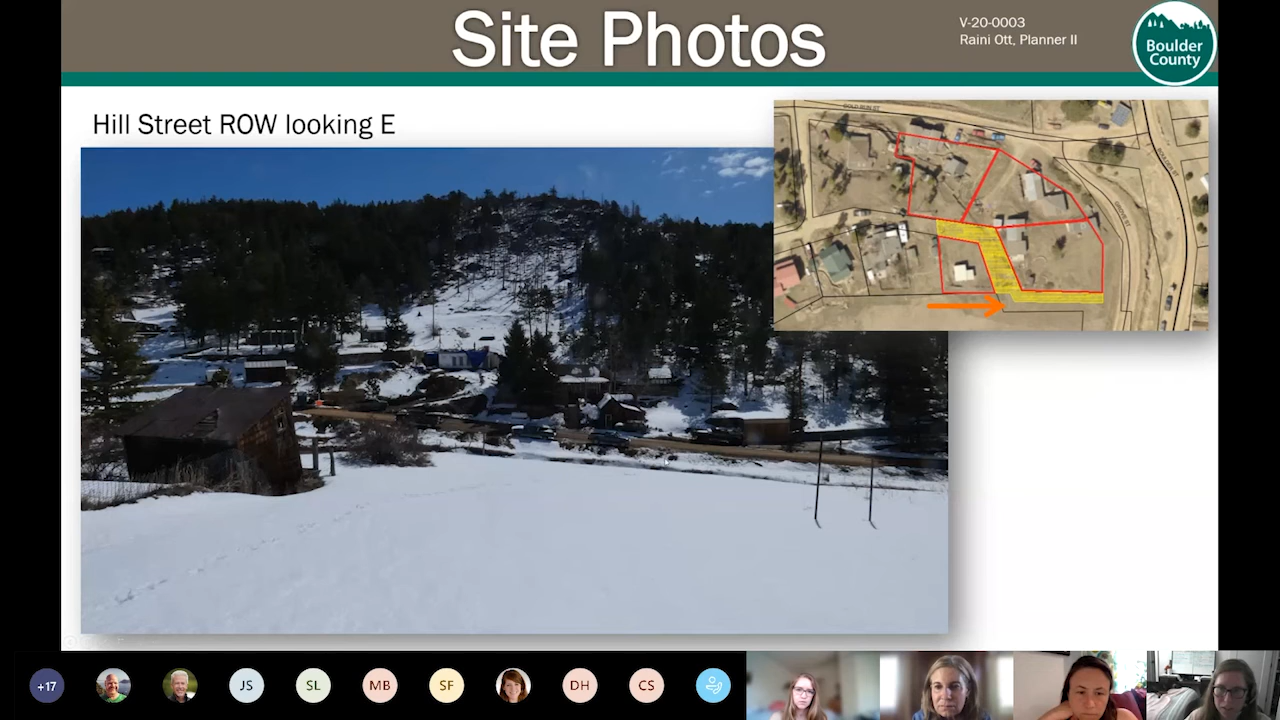 Site Photos
V-20-0003
Raini Ott, Planner II
Boulder
County
Hill Street ROW looking E
+17
JS
SL
MB
SF
DH
CS